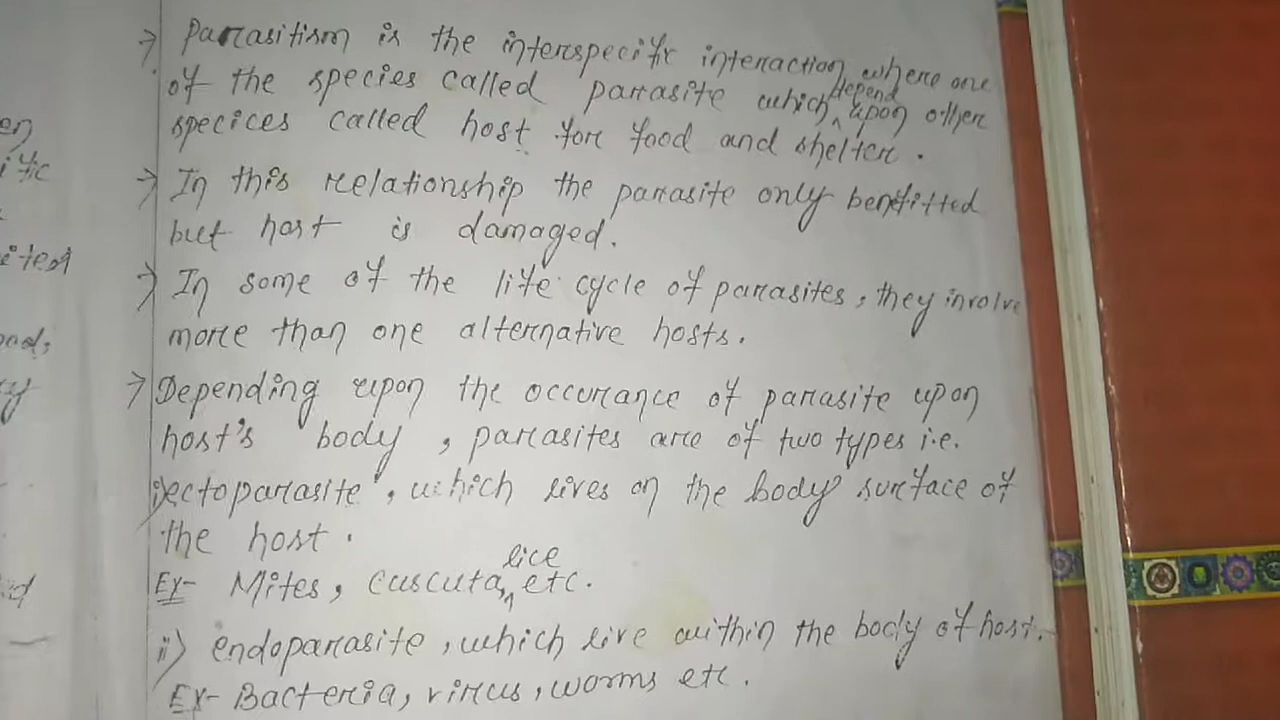 en
→ Parasitism is the interspecific interaction, where one
of the species called parasite which depend upon other
specices called host for food and shelter.
ific
→ In this relationship the parasite only benefitted
but host is damaged.
ited
→ In some of the life cycle of parasites, they involve
more than one alternative hosts.
→ Depending upon the occurance of parasite upon
host's body, parasites are of two types i.e.
i) ectoparasite, which lives on the body surface of
the host.
Ex- Mites, cuscuta, lice etc.
ii) endoparasite, which live within the body of host.
Ex- Bacteria, virus, worms etc.